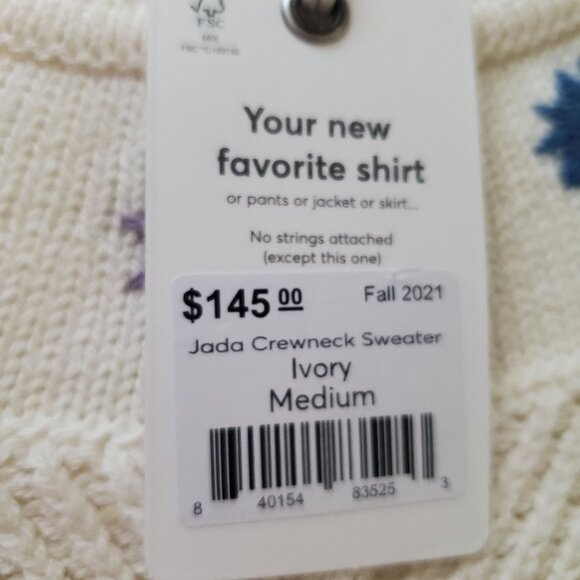 FSC
MIX
Your new
favorite shirt
or pants or jacket or skirt...
No strings attached
(except this one)
$145 00 Fall 2021
Jada Crewneck Sweater
Ivory
Medium
8 40154 83525 3